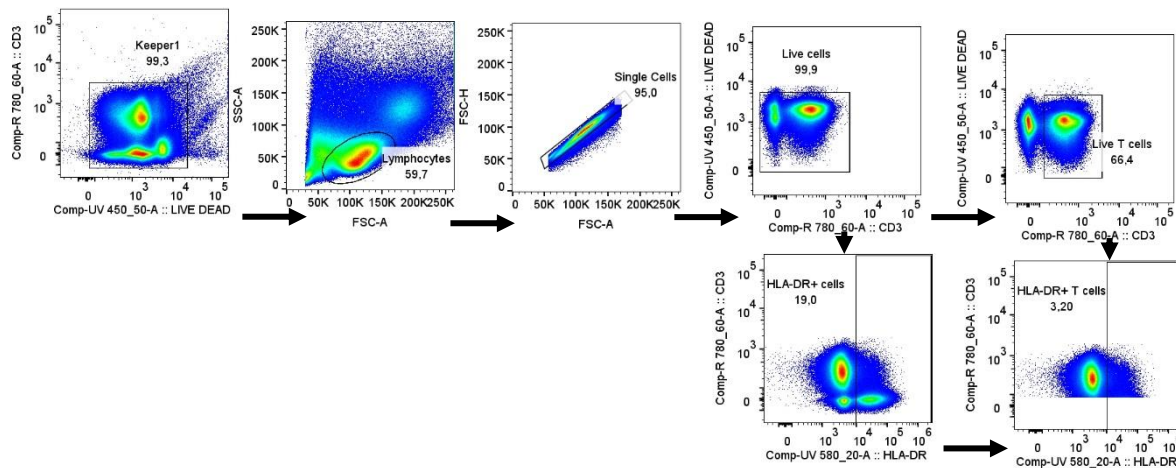 Comp-R 780_60-A :: CD3
10^5
10^4
10^3
0
Keeper1
99,3
0
10^3
10^4
10^5
Comp-UV 450_50-A :: LIVE DEAD
SSC-A
250K
200K
150K
100K
50K
0
Lymphocytes
59,7
50K
100K
150K
200K
250K
FSC-A
FSC-H
250K
200K
150K
100K
50K
0
Single Cells
95,0
0
50K
100K
150K
200K
250K
FSC-A
Comp-UV 450_50-A :: LIVE DEAD
10^5
10^4
10^3
0
Live cells
99,9
0
10^3
10^4
10^5
Comp-R 780_60-A :: CD3
Comp-UV 450_50-A :: LIVE DEAD
10^5
10^4
10^3
0
Live T cells
66,4
0
10^3
10^4
10^5
Comp-R 780_60-A :: CD3
Comp-R 780_60-A :: CD3
10^5
10^4
10^3
0
HLA-DR+ cells
19,0
0
10^3
10^4
10^5
10^6
Comp-UV 580_20-A :: HLA-DR
Comp-R 780_60-A :: CD3
10^5
10^4
10^3
0
HLA-DR+ T cells
3,20
0
10^3
10^4
10^5
Comp-UV 580_20-A :: HLA-DR